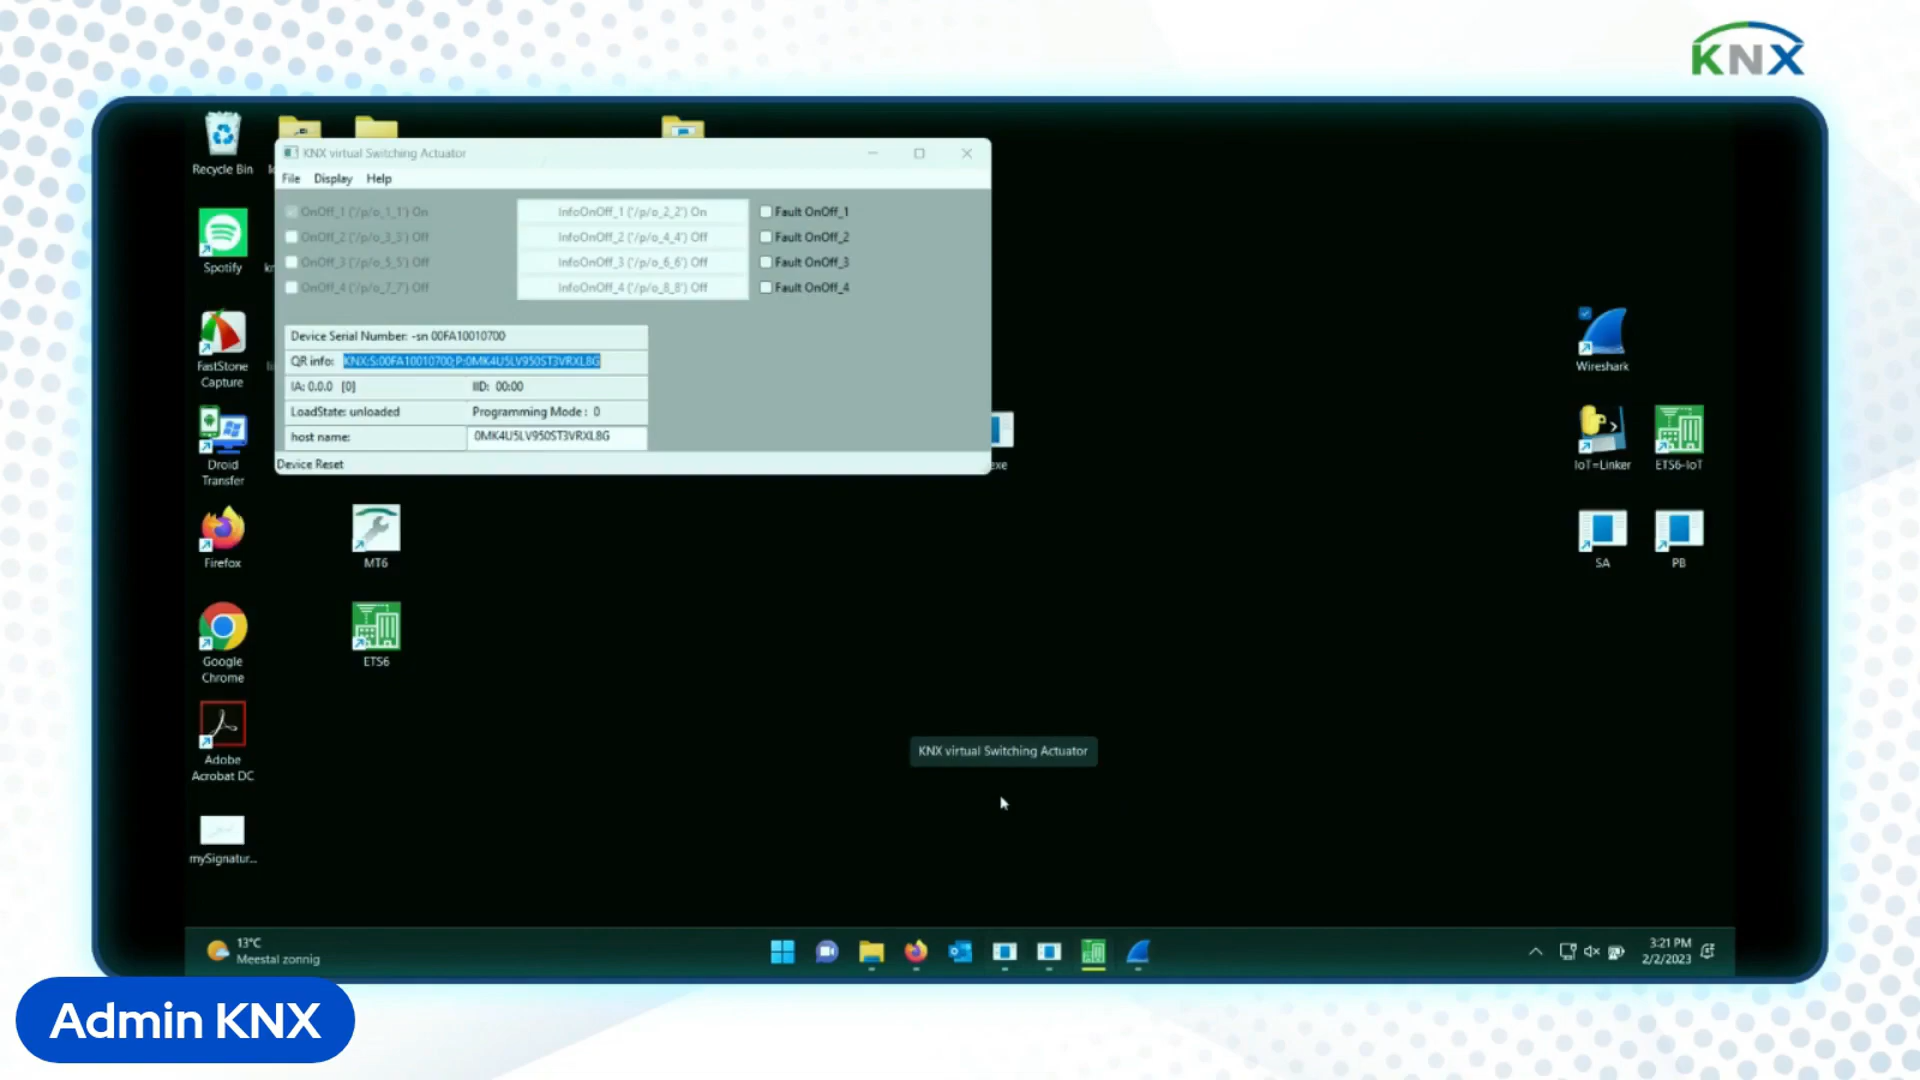 KNX
Recycle Bin
KNX virtual Switching Actuator
File Display Help
OnOff_1 ('/p/o_1_1') On
InfoOnOff_1 ('/p/o_2_2') On
Fault OnOff_1
OnOff_2 ('/p/o_3_3') Off
InfoOnOff_2 ('/p/o_4_4') Off
Fault OnOff_2
OnOff_3 ('/p/o_5_5') Off
InfoOnOff_3 ('/p/o_6_6') Off
Fault OnOff_3
OnOff_4 ('/p/o_7_7') Off
InfoOnOff_4 ('/p/o_8_8') Off
Fault OnOff_4
Device Serial Number: -sn 00FA10010700
QR info: KNX:S:00FA10010700;P:0MK4U5LV950ST3VRXL8G
IA: 0.0.0 [0]
IID: 00:00
LoadState: unloaded
Programming Mode : 0
host name:
0MK4U5LV950ST3VRXL8G
Device Reset
Spotify
FastStone
Capture
Droid
Transfer
Firefox
Google
Chrome
Adobe
Acrobat DC
mySignatur...
MT6
ETS6
exe
Wireshark
IoT=Linker
ETS6-IoT
SA
PB
KNX virtual Switching Actuator
13°C
Meestal zonnig
3:21 PM
2/2/2023
Admin KNX